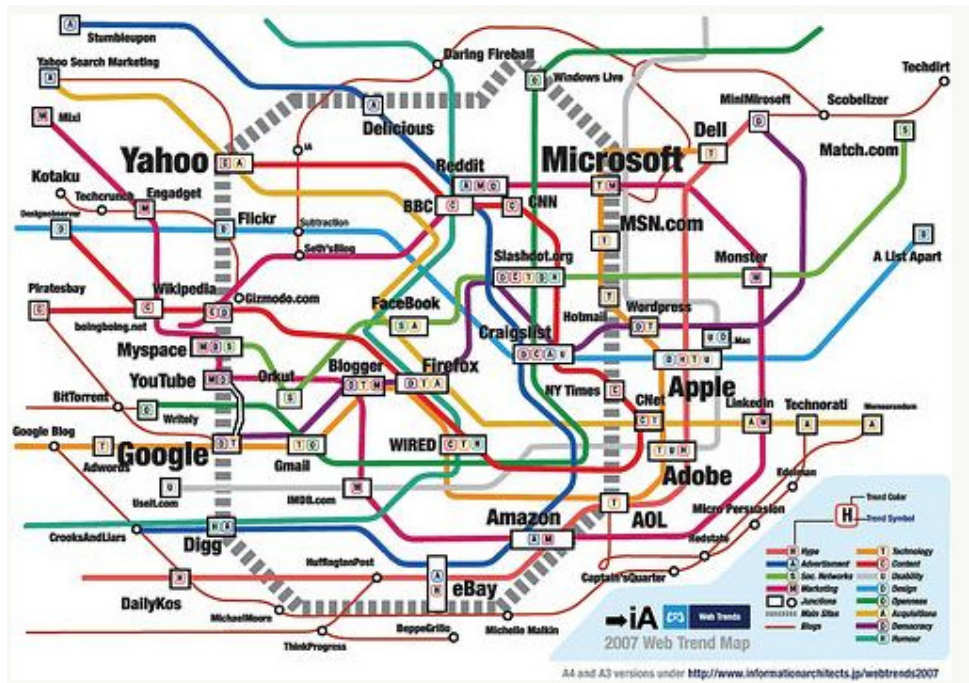 Stumbleupon
Daring Fireball
Yahoo Search Marketing
Windows Live
Techdirt
Scobelizer
MiniMirosoft
Mixi
Delicious
iA
Dell
Match.com
Yahoo
Reddit
Microsoft
Kotaku
Techcrunch
Engadget
BBC
CNN
Designobserver
Flickr
Subtraction
MSN.com
Seth'sBlog
Slashdot.org
Monster
A List Apart
Piratesbay
Wikipedia
Gizmodo.com
FaceBook
Hotmail
Wordpress
boingboing.net
Craigslist
.Mac
Myspace
YouTube
Orkut
Blogger
Firefox
Apple
BitTorrent
Writely
NY Times
CNet
LinkedIn
Technorati
Google Blog
Adwords
Google
Gmail
WIRED
Adobe
Useit.com
IMDB.com
Edelman
AOL
Micro Persuasion
CrooksAndLiars
Digg
Amazon
Redstate
HuffingtonPost
Captain'sQuarter
DailyKos
eBay
MichaelMoore
BeppeGrillo
Michelle Malkin
ThinkProgress
Trend Color
H
Trend Symbol
H Hype
T Technology
A Advertisment
C Content
S Soc. Networks
U Usability
M Marketing
D Design
Junctions
O Openness
Main Sites
A Acquisitions
Blogs
D Democracy
H Humour
iA
Web Trends
2007 Web Trend Map
A4 and A3 versions under http://www.informationarchitects.jp/webtrends2007